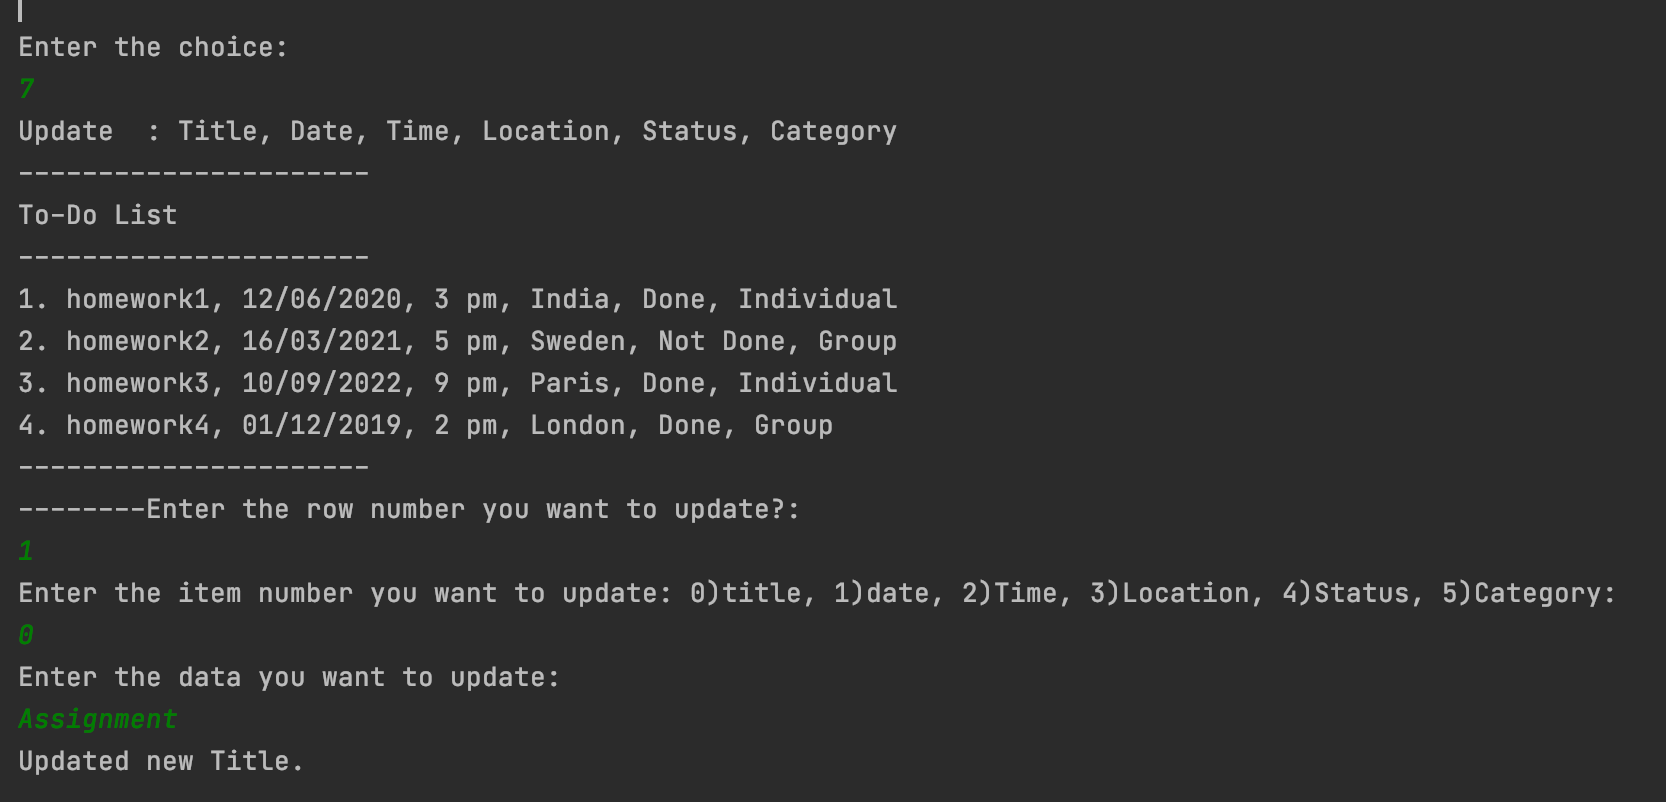 Enter the choice:
7
Update  : Title, Date, Time, Location, Status, Category
----------------------
To-Do List
----------------------
1. homework1, 12/06/2020, 3 pm, India, Done, Individual
2. homework2, 16/03/2021, 5 pm, Sweden, Not Done, Group
3. homework3, 10/09/2022, 9 pm, Paris, Done, Individual
4. homework4, 01/12/2019, 2 pm, London, Done, Group
----------------------
--------Enter the row number you want to update?:
1
Enter the item number you want to update: 0)title, 1)date, 2)Time, 3)Location, 4)Status, 5)Category:
0
Enter the data you want to update:
Assignment
Updated new Title.